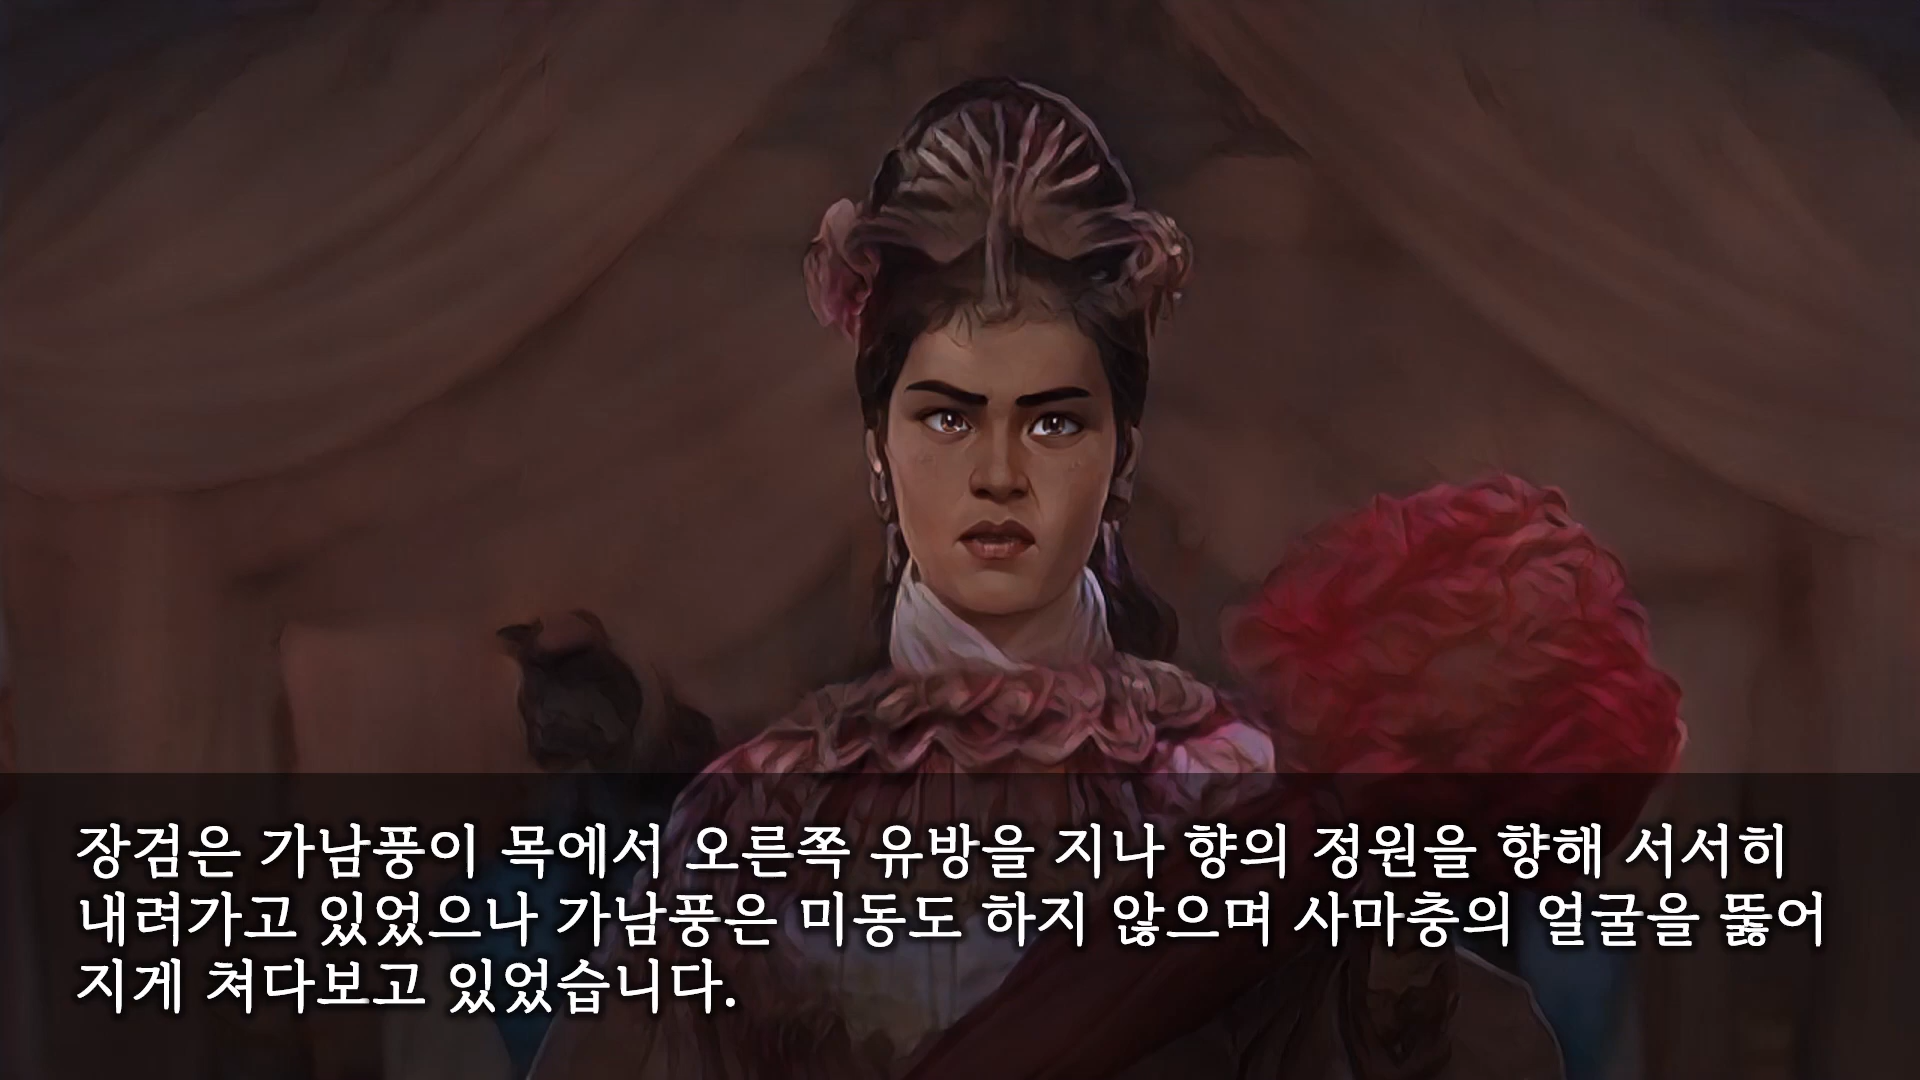 장검은 가남풍이 목에서 오른쪽 유방을 지나 향의 정원을 향해 서서히
내려가고 있었으나 가남풍은 미동도 하지 않으며 사마충의 얼굴을 뚫어
지게 쳐다보고 있었습니다.